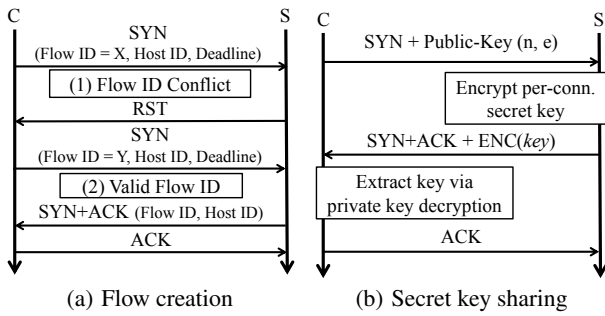 C
S
SYN
(Flow ID = X, Host ID, Deadline)
(1) Flow ID Conflict
RST
SYN
(Flow ID = Y, Host ID, Deadline)
(2) Valid Flow ID
SYN+ACK (Flow ID, Host ID)
ACK
(a) Flow creation
C
S
SYN + Public-Key (n, e)
Encrypt per-conn.
secret key
SYN+ACK + ENC(key)
Extract key via
private key decryption
ACK
(b) Secret key sharing